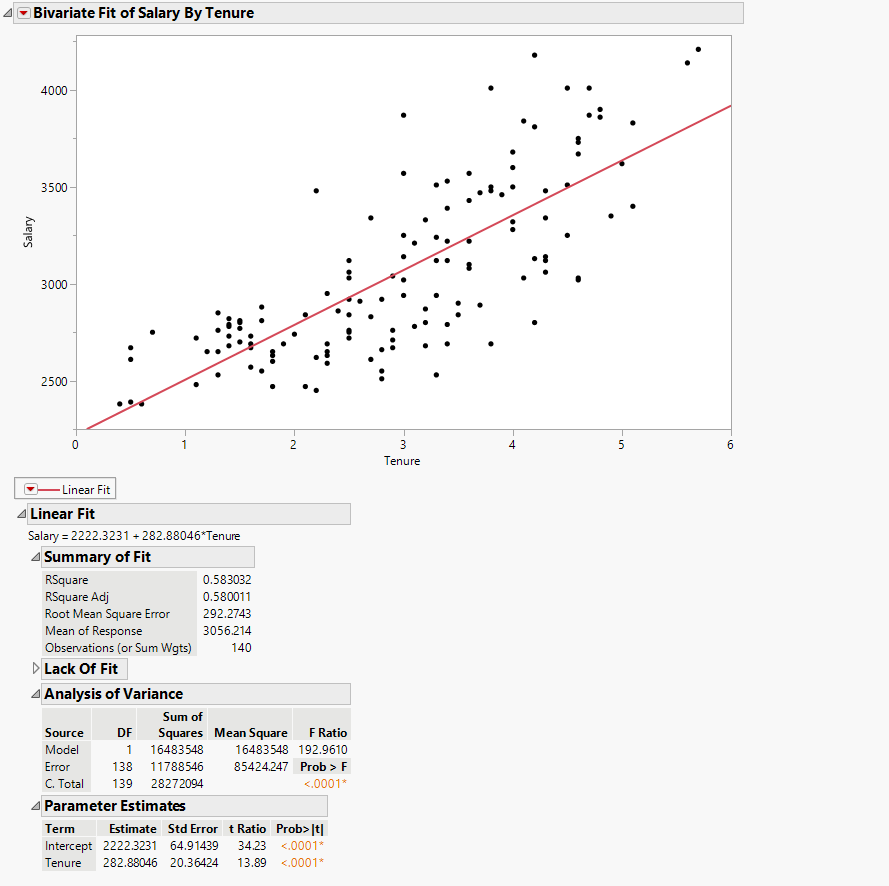 Bivariate Fit of Salary By Tenure
4000
3500
3000
2500
Salary
0 1 2 3 4 5 6
Tenure
Linear Fit
Linear Fit
Salary = 2222.3231 + 282.88046*Tenure
Summary of Fit
RSquare 0.583032
RSquare Adj 0.580011
Root Mean Square Error 292.2743
Mean of Response 3056.214
Observations (or Sum Wgts) 140
Lack Of Fit
Analysis of Variance
Sum of
Source DF Squares Mean Square F Ratio
Model 1 16483548 16483548 192.9610
Error 138 11788546 85424.247 Prob > F
C. Total 139 28272094 <.0001*
Parameter Estimates
Term Estimate Std Error t Ratio Prob>|t|
Intercept 2222.3231 64.91439 34.23 <.0001*
Tenure 282.88046 20.36424 13.89 <.0001*